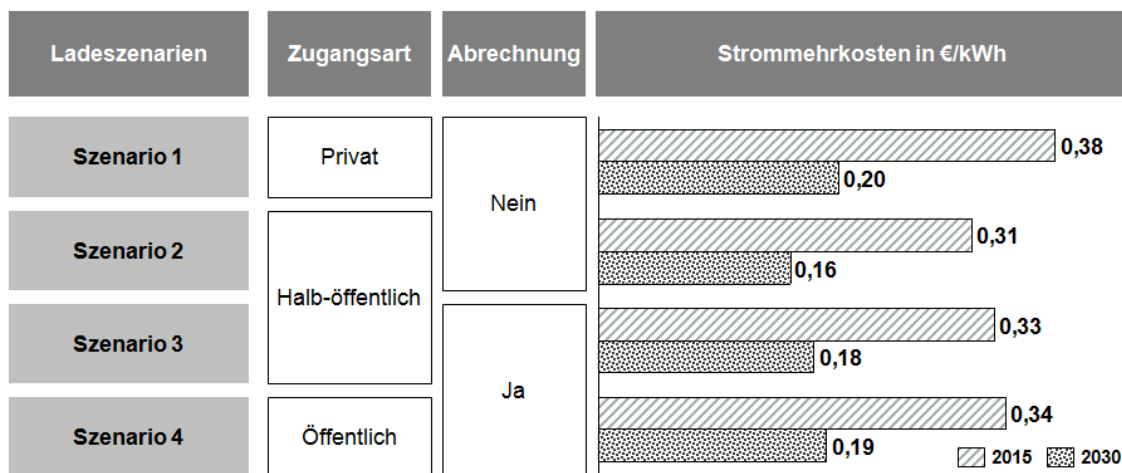 Ladeszenarien
Zugangsart
Abrechnung
Strommehrkosten in €/kWh
Szenario 1
Privat
Nein
0,38
0,20
Szenario 2
Halb-öffentlich
0,31
0,16
Szenario 3
Ja
0,33
0,18
Szenario 4
Öffentlich
0,34
0,19
2015
2030